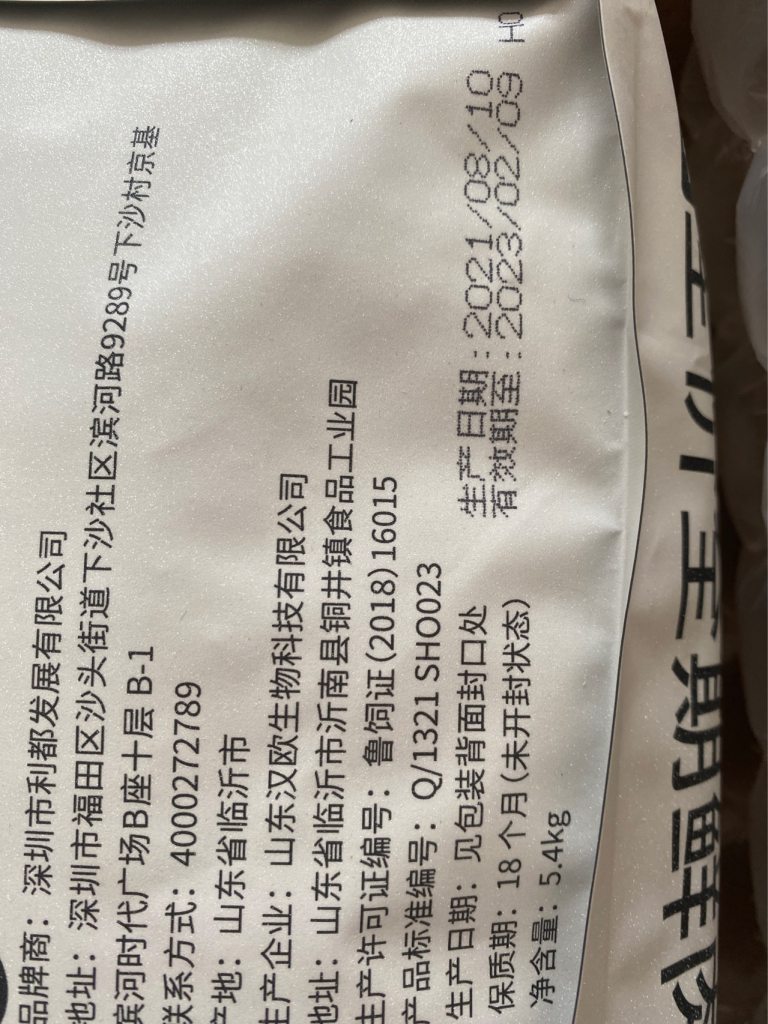 品牌商：深圳市利都发展有限公司
地址：深圳市福田区沙头街道下沙社区滨河路9289号下沙村京基
滨河时代广场B座十层 B-1
联系方式：4000272789
产地：山东省临沂市
生产企业：山东汉欧生物科技有限公司
地址：山东省临沂市沂南县铜井镇食品工业园
生产许可证编号：鲁饲证(2018)16015
产品标准编号：Q/1321 SHO023
生产日期：见包装背面封口处
保质期：18 个月(未开封状态)
净含量：5.4kg
生产日期:2021/08/10
有效期至:2023/02/09 H0
全期鲜